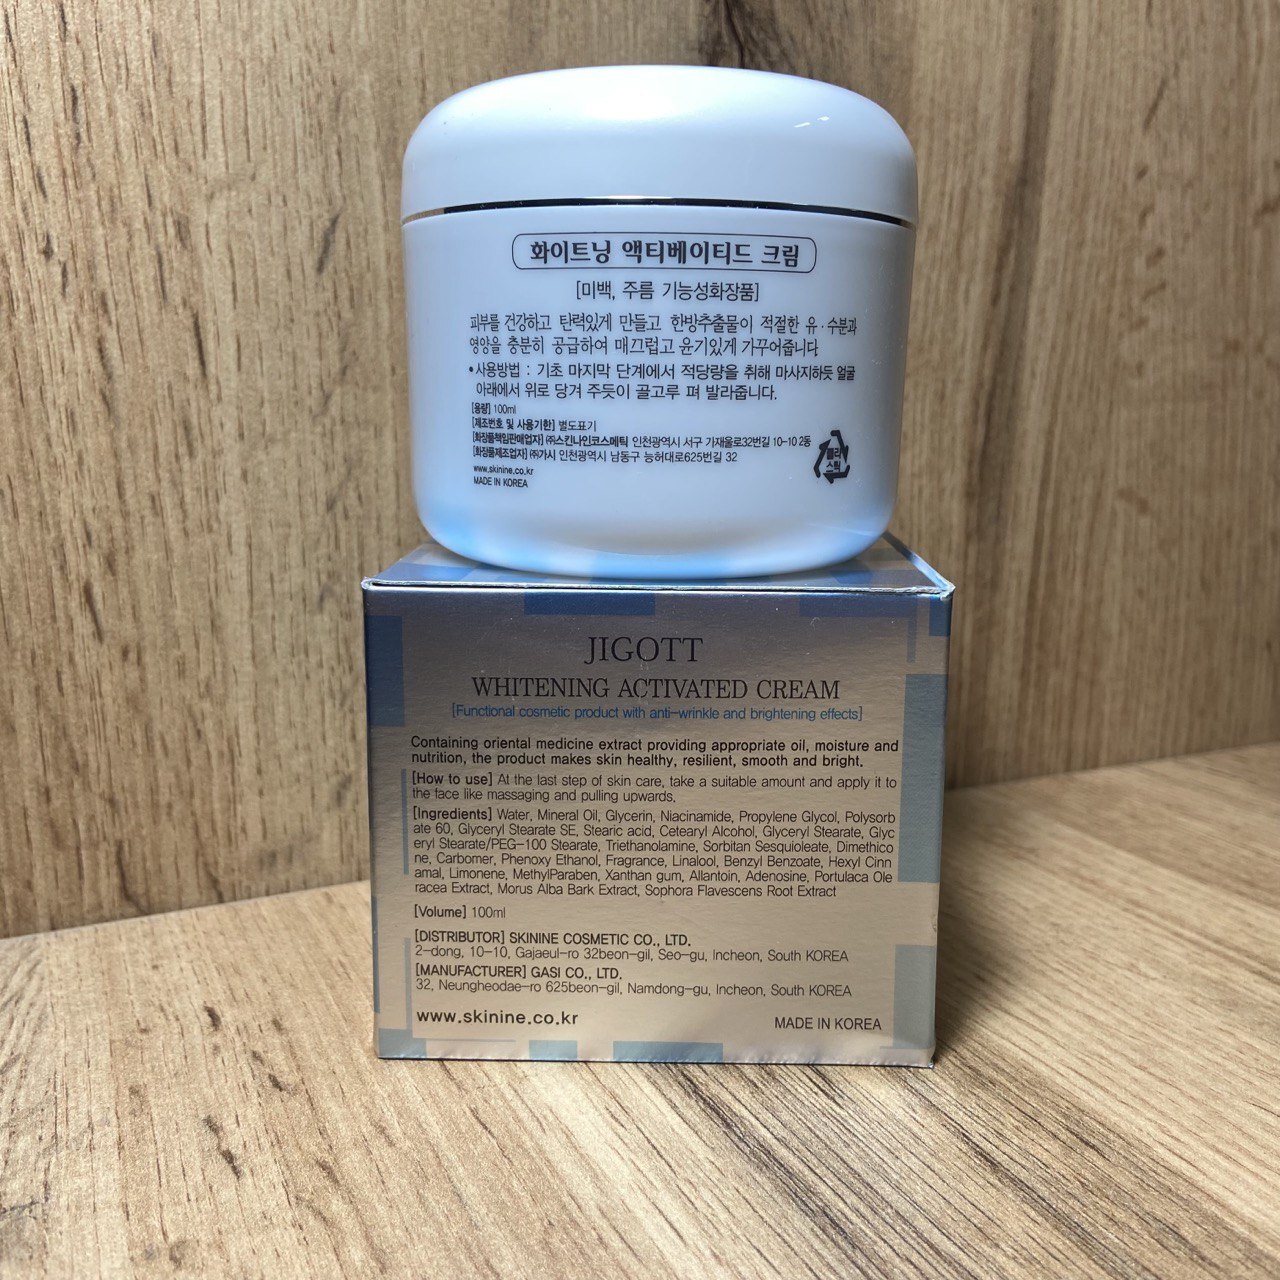 화이트닝 액티베이티드 크림
[미백, 주름 기능성화장품]
피부를 건강하고 탄력있게 만들고 한방추출물이 적절한 유·수분과
영양을 충분히 공급하여 매끄럽고 윤기있게 가꾸어줍니다
•사용방법 : 기초 마지막 단계에서 적당량을 취해 마사지하듯 얼굴
아래에서 위로 당겨 주듯이 골고루 펴 발라줍니다.
[용량] 100ml
[제조번호 및 사용기한] 별도표기
[화장품책임판매업자] ㈜스킨나인코스메틱 인천광역시 서구 가재울로32번길 10-10 2동
[화장품제조업자] ㈜가시 인천광역시 남동구 능허대로625번길 32
www.skinine.co.kr
MADE IN KOREA
플라
스틱
JIGOTT
WHITENING ACTIVATED CREAM
[Functional cosmetic product with anti-wrinkle and brightening effects]
Containing oriental medicine extract providing appropriate oil, moisture and
nutrition, the product makes skin healthy, resilient, smooth and bright.
[How to use] At the last step of skin care, take a suitable amount and apply it to
the face like massaging and pulling upwards.
[Ingredients] Water, Mineral Oil, Glycerin, Niacinamide, Propylene Glycol, Polysorb
ate 60, Glyceryl Stearate SE, Stearic acid, Cetearyl Alcohol, Glyceryl Stearate, Glyc
eryl Stearate/PEG-100 Stearate, Triethanolamine, Sorbitan Sesquioleate, Dimethico
ne, Carbomer, Phenoxy Ethanol, Fragrance, Linalool, Benzyl Benzoate, Hexyl Cinn
amal, Limonene, MethylParaben, Xanthan gum, Allantoin, Adenosine, Portulaca Ole
racea Extract, Morus Alba Bark Extract, Sophora Flavescens Root Extract
[Volume] 100ml
[DISTRIBUTOR] SKININE COSMETIC CO., LTD.
2-dong, 10-10, Gajaeul-ro 32beon-gil, Seo-gu, Incheon, South KOREA
[MANUFACTURER] GASI CO., LTD.
32, Neungheodae-ro 625beon-gil, Namdong-gu, Incheon, South KOREA
www.skinine.co.kr
MADE IN KOREA